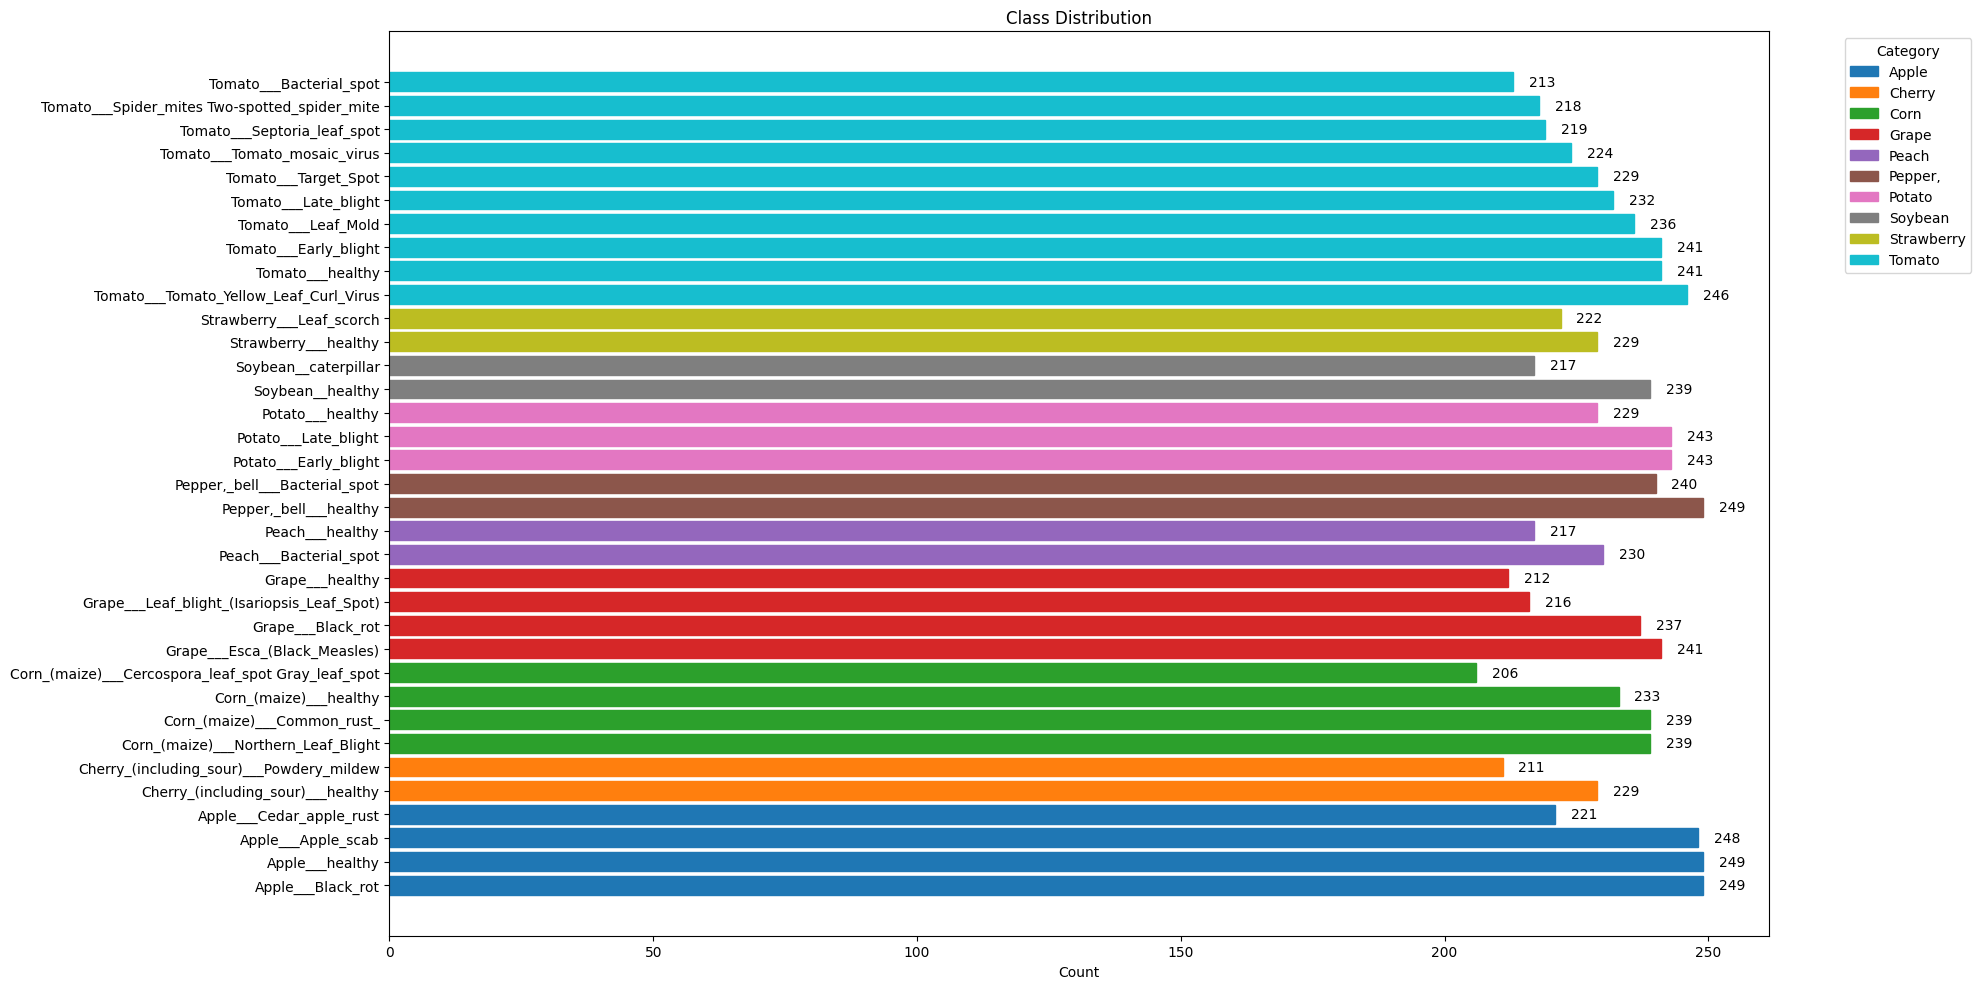 Class Distribution
Tomato___Bacterial_spot 213
Tomato___Spider_mites Two-spotted_spider_mite 218
Tomato___Septoria_leaf_spot 219
Tomato___Tomato_mosaic_virus 224
Tomato___Target_Spot 229
Tomato___Late_blight 232
Tomato___Leaf_Mold 236
Tomato___Early_blight 241
Tomato___healthy 241
Tomato___Tomato_Yellow_Leaf_Curl_Virus 246
Strawberry___Leaf_scorch 222
Strawberry___healthy 229
Soybean__caterpillar 217
Soybean__healthy 239
Potato___healthy 229
Potato___Late_blight 243
Potato___Early_blight 243
Pepper,_bell___Bacterial_spot 240
Pepper,_bell___healthy 249
Peach___healthy 217
Peach___Bacterial_spot 230
Grape___healthy 212
Grape___Leaf_blight_(Isariopsis_Leaf_Spot) 216
Grape___Black_rot 237
Grape___Esca_(Black_Measles) 241
Corn_(maize)___Cercospora_leaf_spot Gray_leaf_spot 206
Corn_(maize)___healthy 233
Corn_(maize)___Common_rust_ 239
Corn_(maize)___Northern_Leaf_Blight 239
Cherry_(including_sour)___Powdery_mildew 211
Cherry_(including_sour)___healthy 229
Apple___Cedar_apple_rust 221
Apple___Apple_scab 248
Apple___healthy 249
Apple___Black_rot 249
0 50 100 150 200 250
Count
Category
Apple
Cherry
Corn
Grape
Peach
Pepper,
Potato
Soybean
Strawberry
Tomato